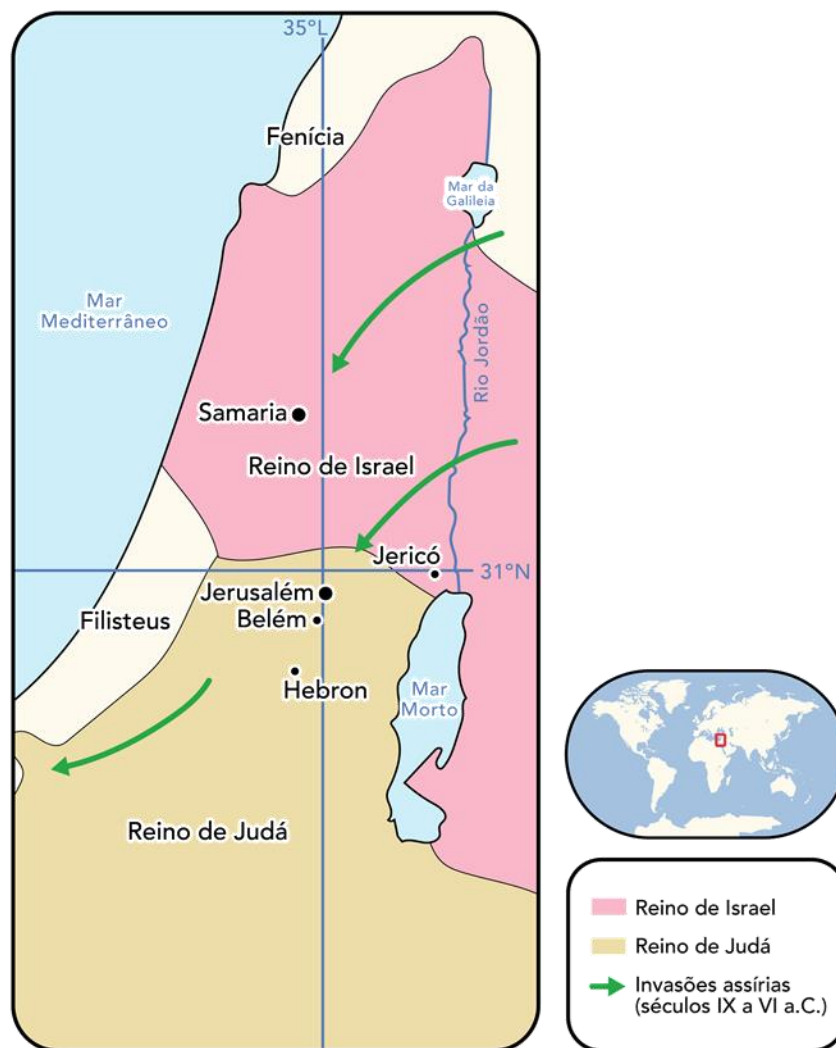 35°L
Fenícia
Mar da
Galileia
Mar
Mediterrâneo
Rio Jordão
Samaria
Reino de Israel
Jericó
31°N
Jerusalém
Belém
Filisteus
Hebron
Mar
Morto
Reino de Judá
Reino de Israel
Reino de Judá
Invasões assírias
(séculos IX a VI a.C.)